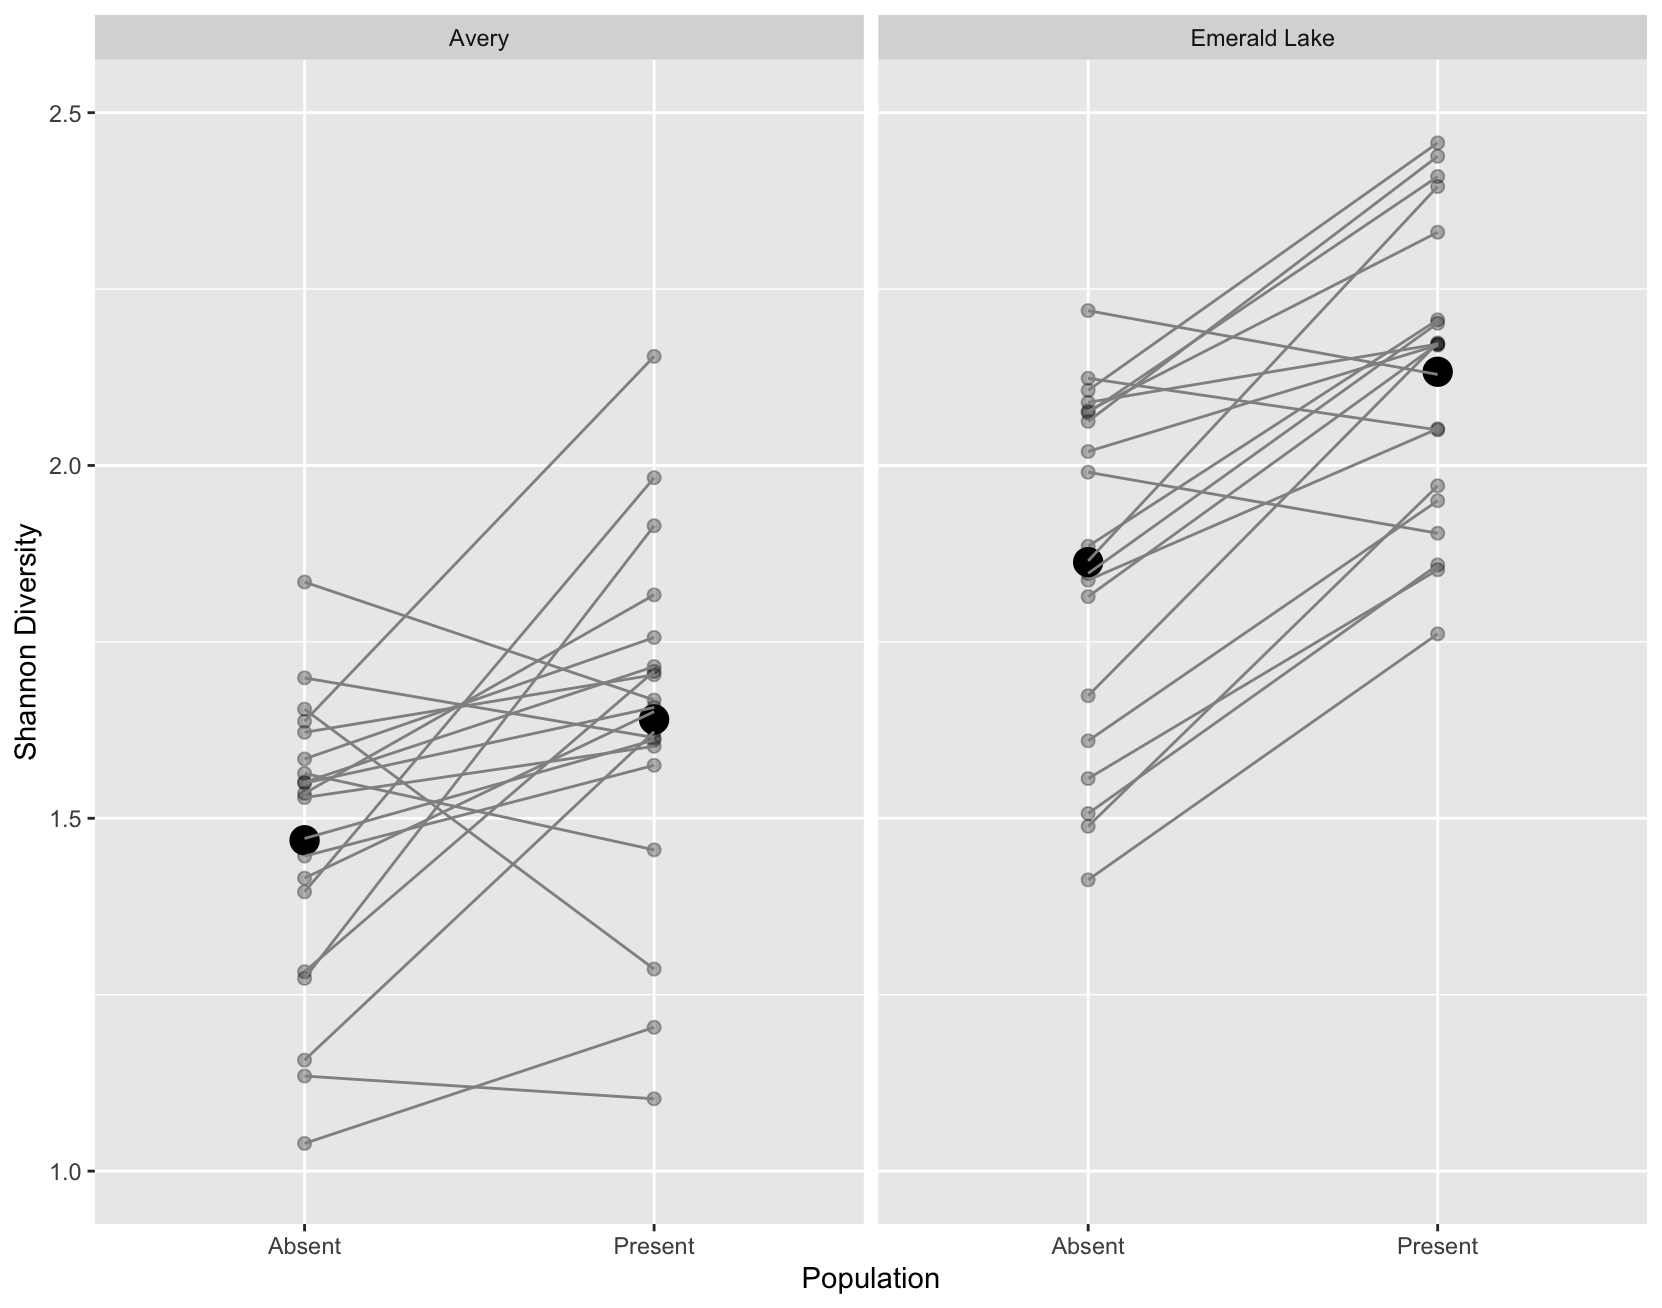 Avery
Emerald Lake
Shannon Diversity
2.5
2.0
1.5
1.0
Absent
Present
Absent
Present
Population